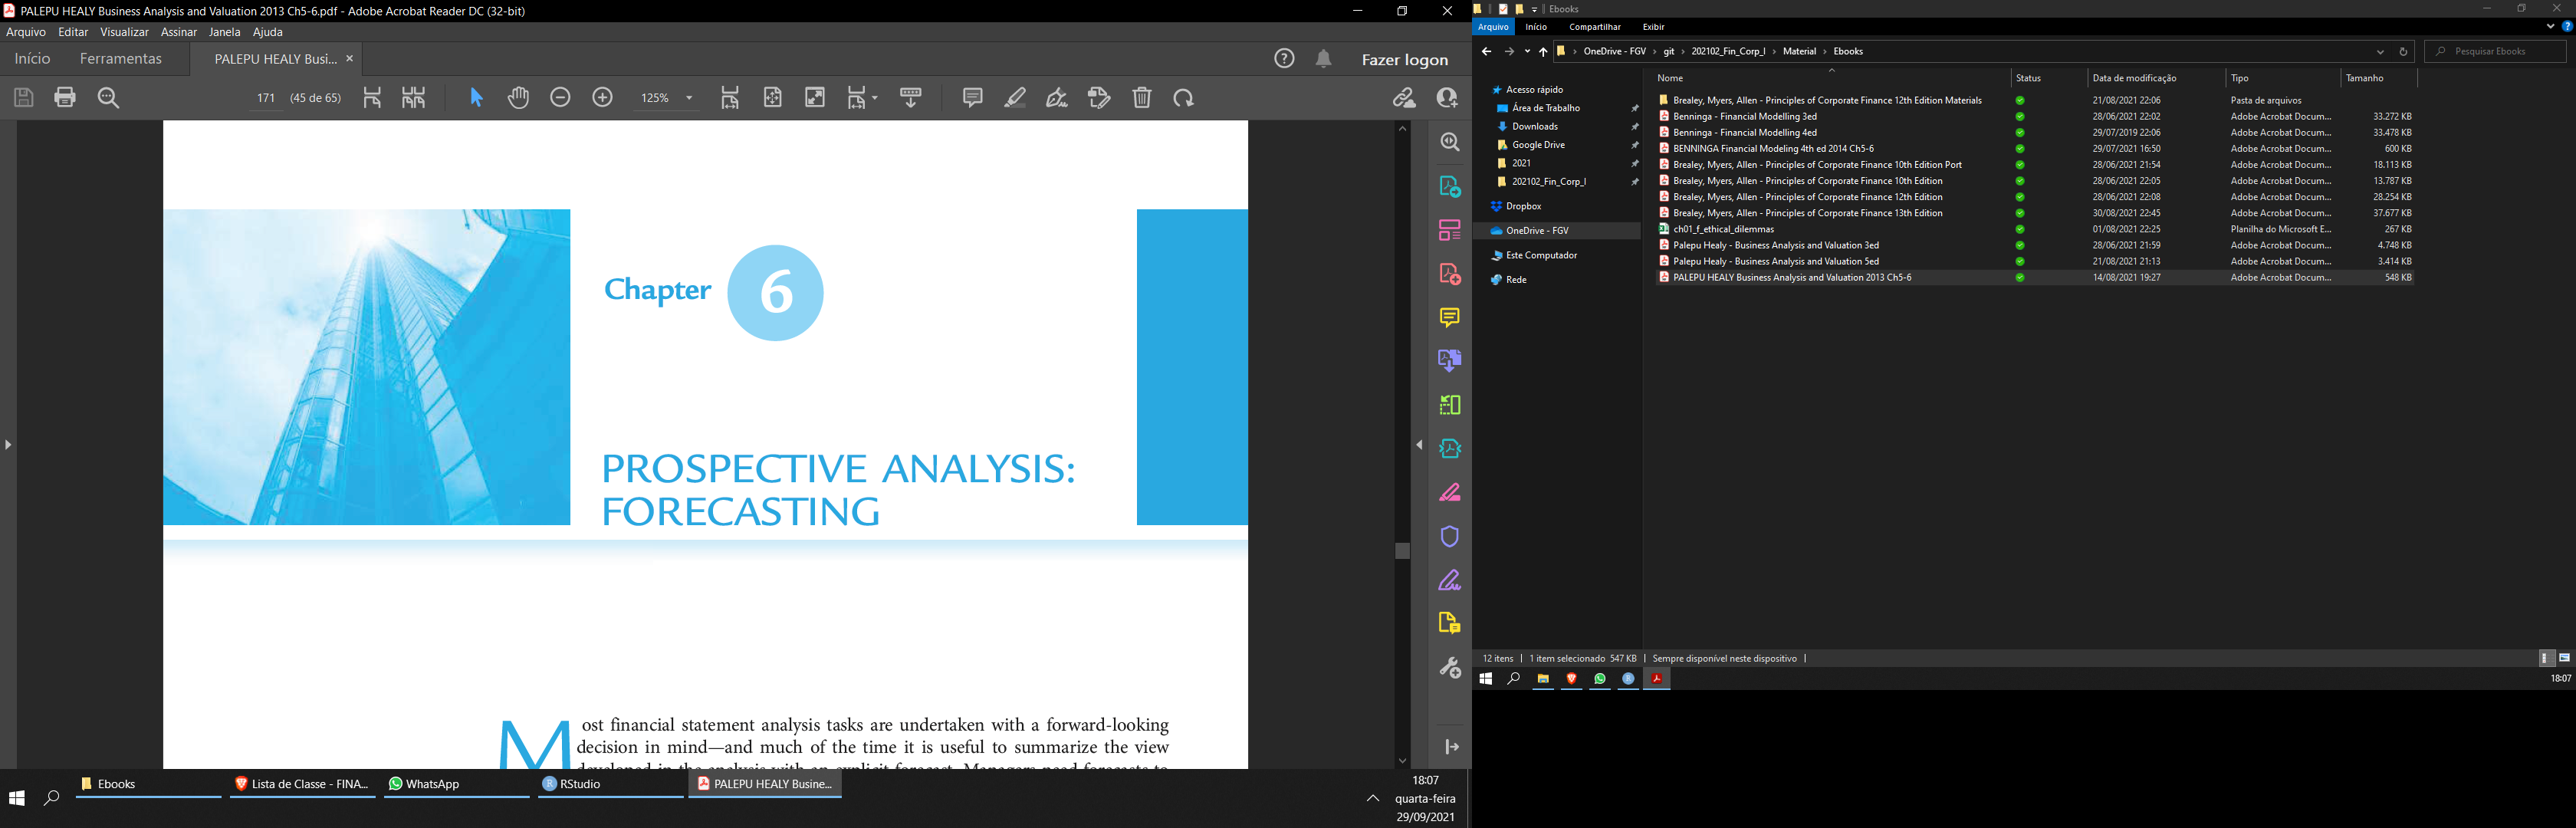 PALEPU HEALY Business Analysis and Valuation 2013 Ch5-6.pdf - Adobe Acrobat Reader DC (32-bit)
Arquivo Editar Visualizar Assinar Janela Ajuda
Início Ferramentas PALEPU HEALY Busi... × Fazer logon
171 (45 de 65) 125%
Chapter 6
PROSPECTIVE ANALYSIS:
FORECASTING
Most financial statement analysis tasks are undertaken with a forward-looking
decision in mind—and much of the time it is useful to summarize the view
developed in the analysis with an explicit forecast. Managers need forecasts to
Ebooks
Lista de Classe - FINA...
WhatsApp
RStudio
PALEPU HEALY Busine...
18:07
quarta-feira
29/09/2021
Ebooks
Arquivo Início Compartilhar Exibir
OneDrive - FGV › git › 202102_Fin_Corp_I › Material › Ebooks
Pesquisar Ebooks
Acesso rápido
Área de Trabalho
Downloads
Google Drive
2021
202102_Fin_Corp_I
Dropbox
OneDrive - FGV
Este Computador
Rede
Nome Status Data de modificação Tipo Tamanho
Brealey, Myers, Allen - Principles of Corporate Finance 12th Edition Materials 21/08/2021 22:06 Pasta de arquivos
Benninga - Financial Modelling 3ed 28/06/2021 22:02 Adobe Acrobat Docum... 33.272 KB
Benninga - Financial Modelling 4ed 29/07/2019 22:06 Adobe Acrobat Docum... 33.478 KB
BENNINGA Financial Modeling 4th ed 2014 Ch5-6 29/07/2021 16:50 Adobe Acrobat Docum... 600 KB
Brealey, Myers, Allen - Principles of Corporate Finance 10th Edition Port 28/06/2021 21:54 Adobe Acrobat Docum... 18.113 KB
Brealey, Myers, Allen - Principles of Corporate Finance 10th Edition 28/06/2021 22:05 Adobe Acrobat Docum... 13.787 KB
Brealey, Myers, Allen - Principles of Corporate Finance 12th Edition 28/06/2021 22:08 Adobe Acrobat Docum... 28.254 KB
Brealey, Myers, Allen - Principles of Corporate Finance 13th Edition 30/08/2021 22:45 Adobe Acrobat Docum... 37.677 KB
ch01_f_ethical_dilemmas 01/08/2021 22:25 Planilha do Microsoft E... 267 KB
Palepu Healy - Business Analysis and Valuation 3ed 28/06/2021 21:59 Adobe Acrobat Docum... 4.748 KB
Palepu Healy - Business Analysis and Valuation 5ed 21/08/2021 21:13 Adobe Acrobat Docum... 3.414 KB
PALEPU HEALY Business Analysis and Valuation 2013 Ch5-6 14/08/2021 19:27 Adobe Acrobat Docum... 548 KB
12 itens | 1 item selecionado 547 KB | Sempre disponível neste dispositivo |
18:07